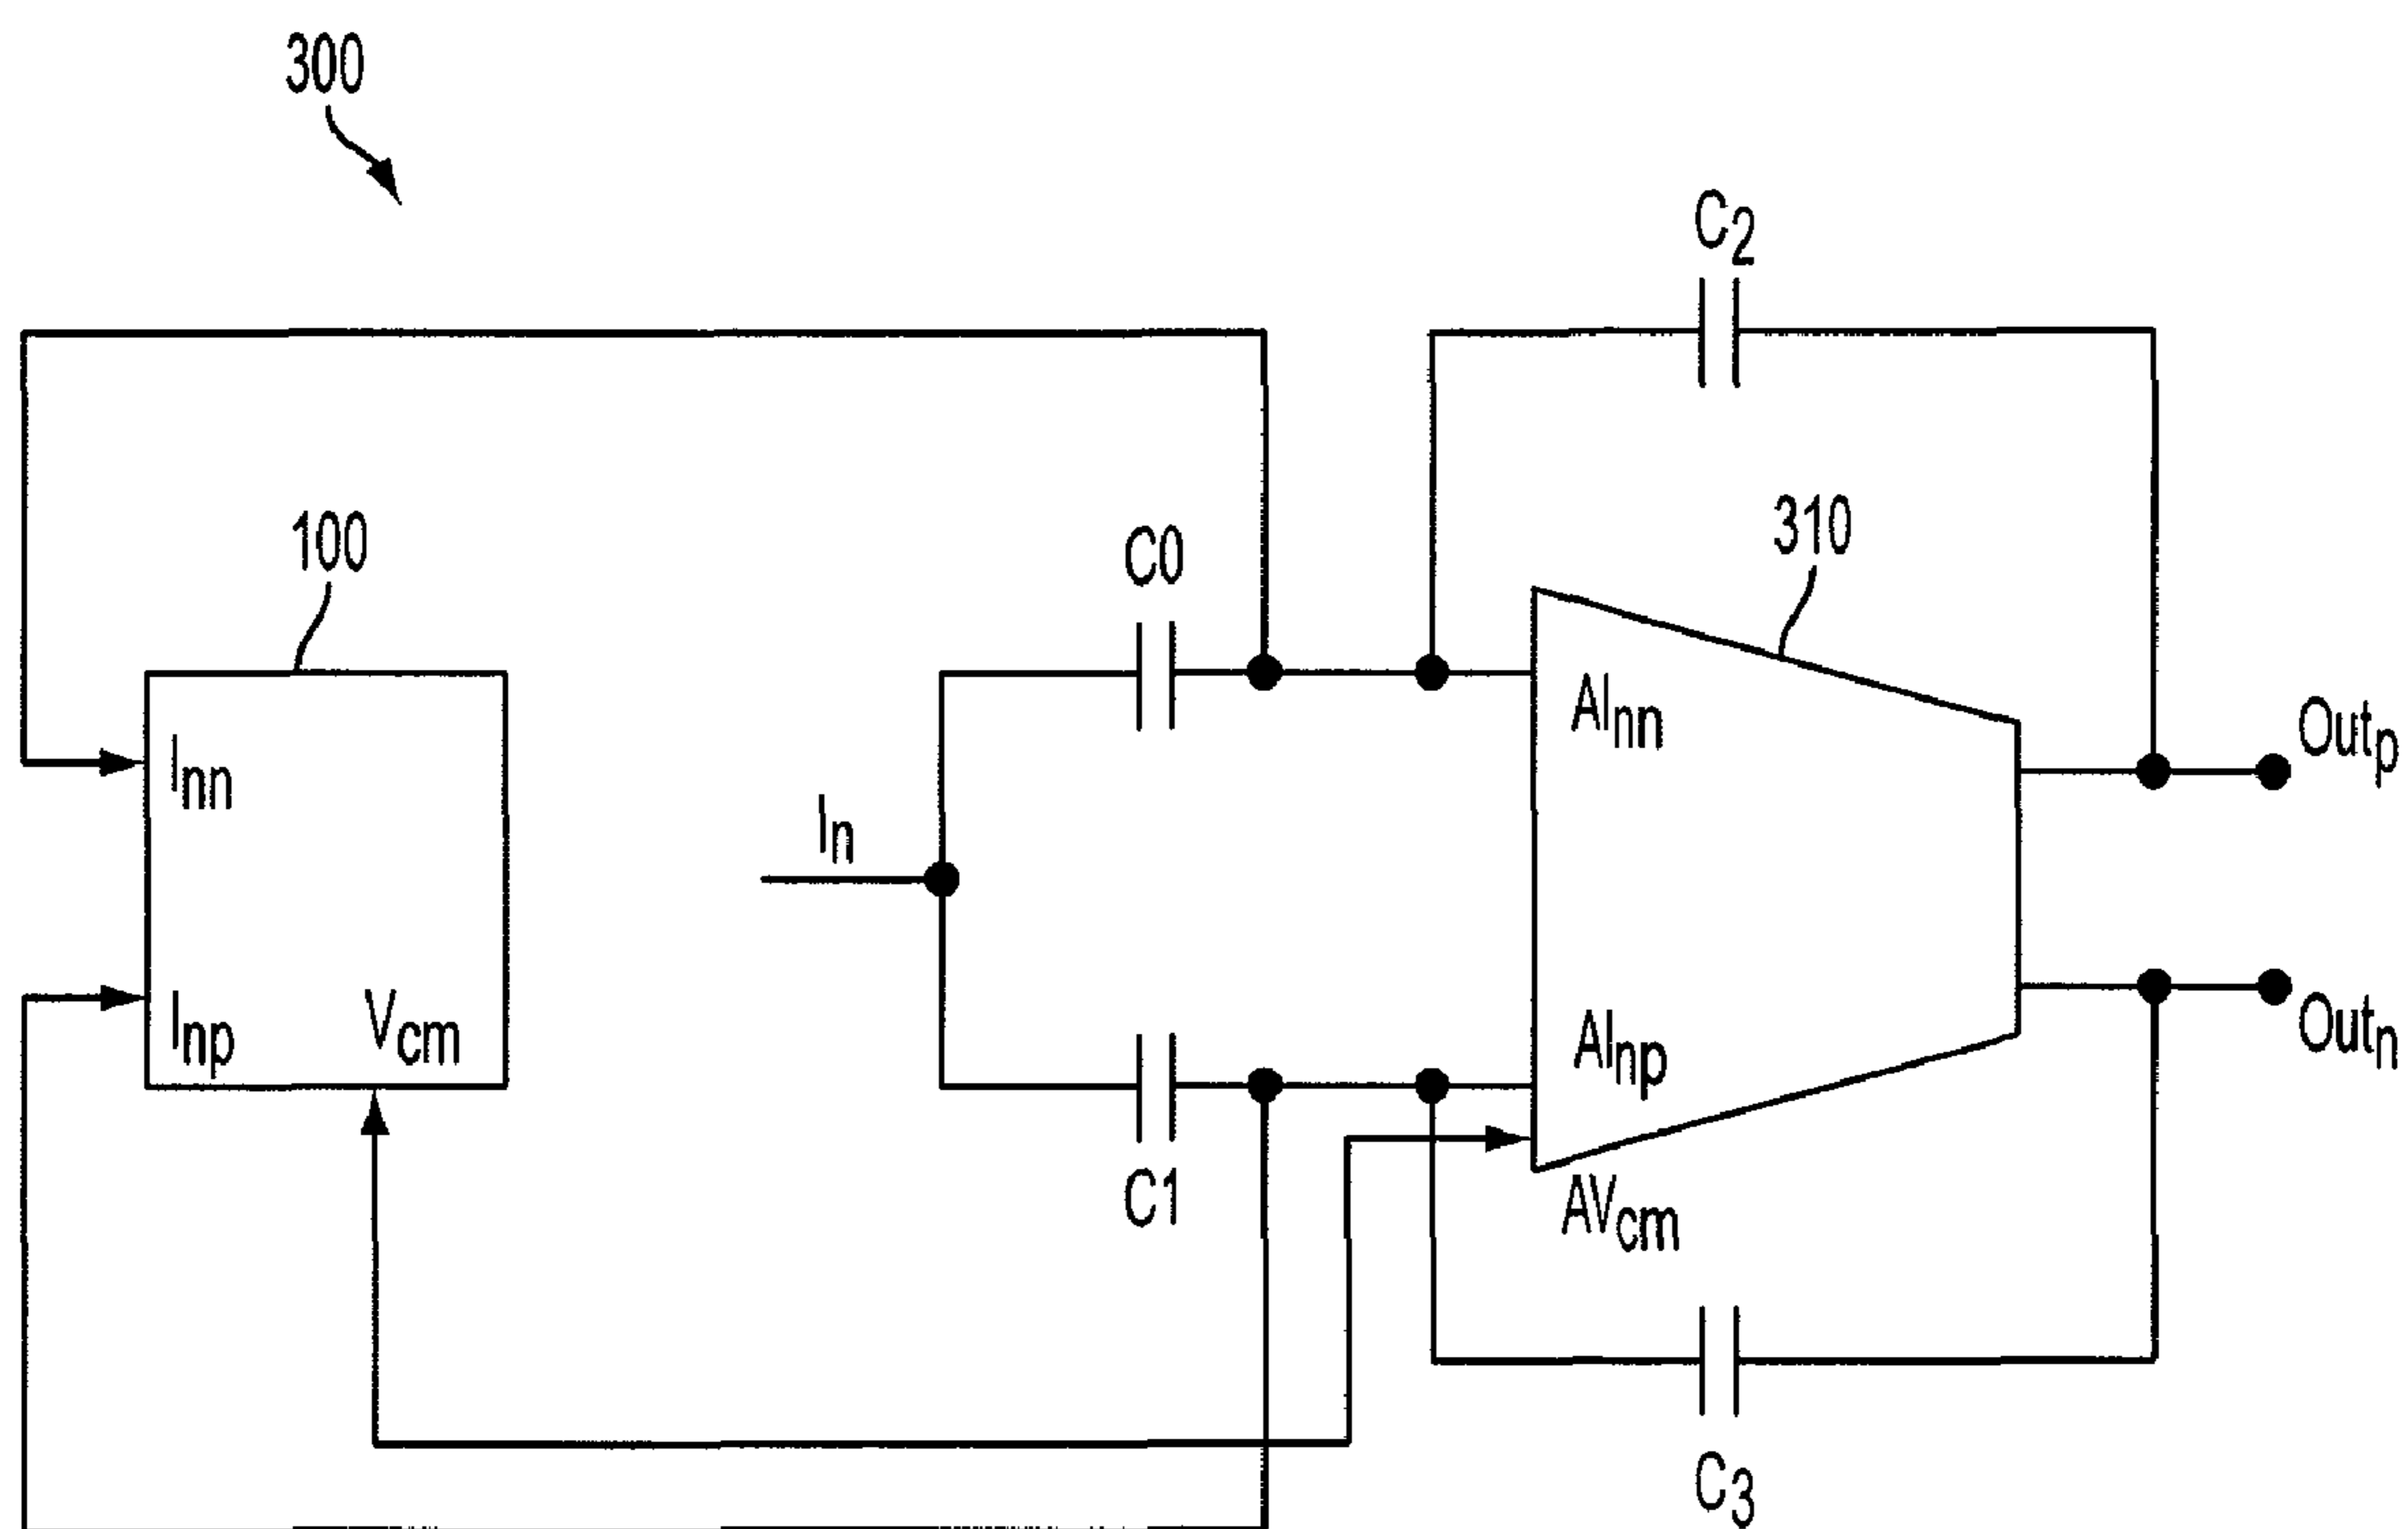 300
C2
100
C0
310
AInn
Outp
Inn
In
Inp
Vcm
AInp
Outn
C1
AVcm
C3